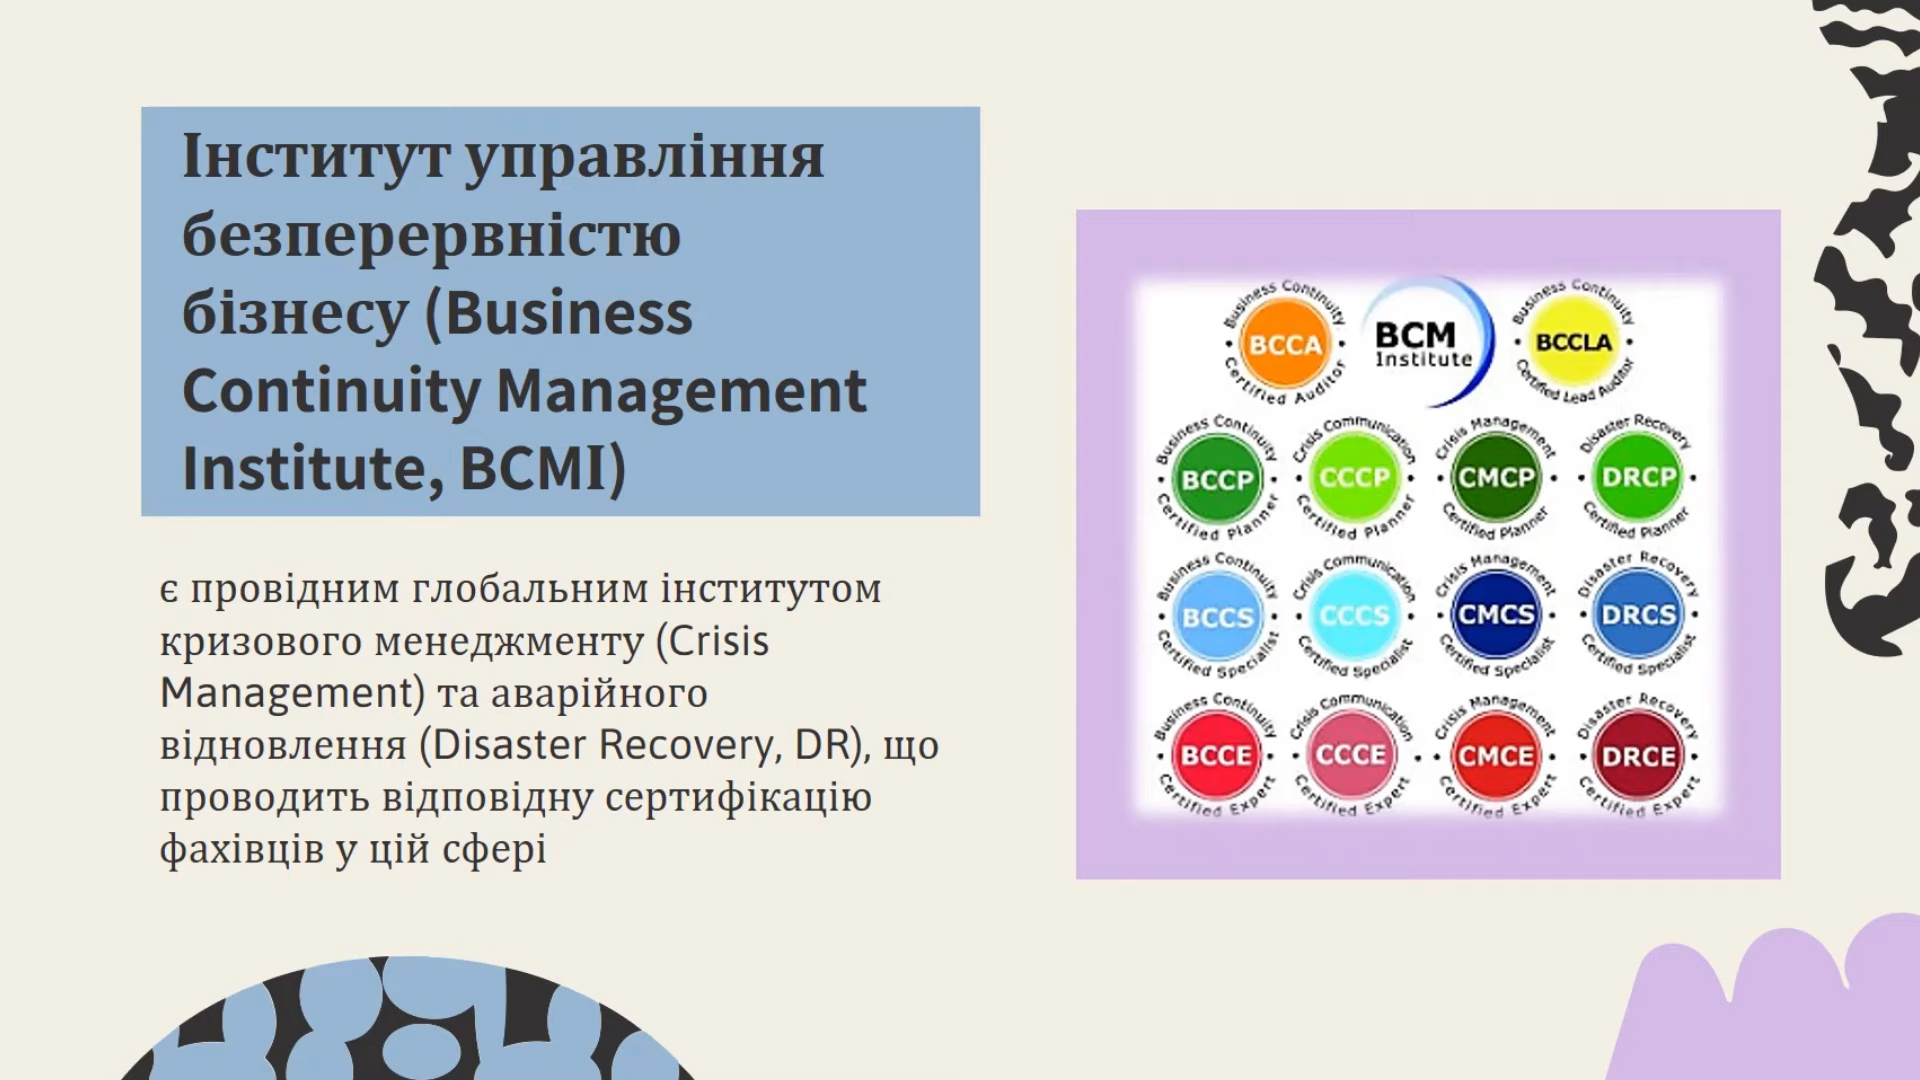 Інститут управління
безперервністю
бізнесу (Business
Continuity Management
Institute, BCMI)
є провідним глобальним інститутом
кризового менеджменту (Crisis
Management) та аварійного
відновлення (Disaster Recovery, DR), що
проводить відповідну сертифікацію
фахівців у цій сфері
Business Continuity
BCCA
Certified Auditor
BCM
Institute
Business Continuity
BCCLA
Certified Lead Auditor
Business Continuity
BCCP
Certified Planner
Crisis Communication
CCCP
Certified Planner
Crisis Management
CMCP
Certified Planner
Disaster Recovery
DRCP
Certified Planner
Business Continuity
BCCS
Certified Specialist
Crisis Communication
CCCS
Certified Specialist
Crisis Management
CMCS
Certified Specialist
Disaster Recovery
DRCS
Certified Specialist
Business Continuity
BCCE
Certified Expert
Crisis Communication
CCCE
Certified Expert
Crisis Management
CMCE
Certified Expert
Disaster Recovery
DRCE
Certified Expert